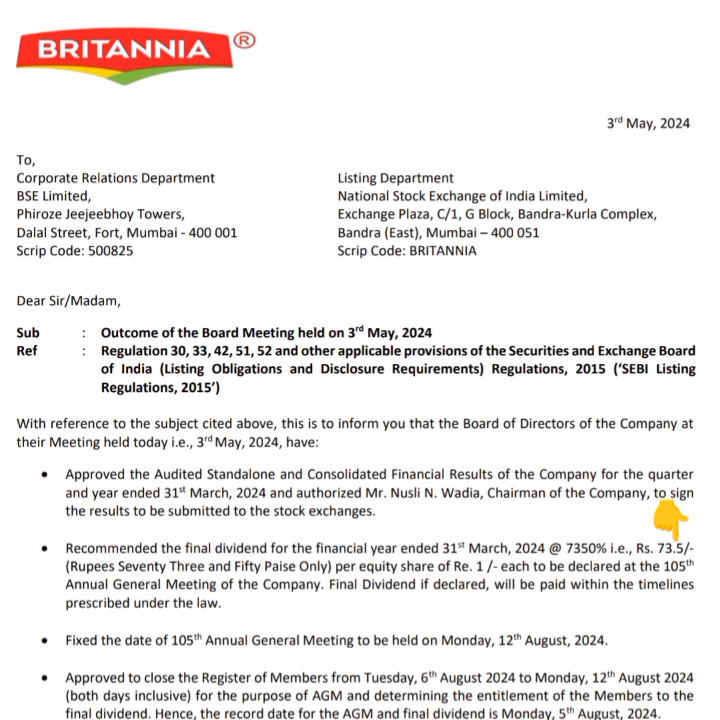 BRITANNIA ®
3rd May, 2024
To,
Corporate Relations Department
BSE Limited,
Phiroze Jeejeebhoy Towers,
Dalal Street, Fort, Mumbai - 400 001
Scrip Code: 500825
Listing Department
National Stock Exchange of India Limited,
Exchange Plaza, C/1, G Block, Bandra-Kurla Complex,
Bandra (East), Mumbai – 400 051
Scrip Code: BRITANNIA
Dear Sir/Madam,
Sub : Outcome of the Board Meeting held on 3rd May, 2024
Ref : Regulation 30, 33, 42, 51, 52 and other applicable provisions of the Securities and Exchange Board
of India (Listing Obligations and Disclosure Requirements) Regulations, 2015 (‘SEBI Listing
Regulations, 2015’)
With reference to the subject cited above, this is to inform you that the Board of Directors of the Company at
their Meeting held today i.e., 3rd May, 2024, have:
• Approved the Audited Standalone and Consolidated Financial Results of the Company for the quarter
and year ended 31st March, 2024 and authorized Mr. Nusli N. Wadia, Chairman of the Company, to sign
the results to be submitted to the stock exchanges.
• Recommended the final dividend for the financial year ended 31st March, 2024 @ 7350% i.e., Rs. 73.5/-
(Rupees Seventy Three and Fifty Paise Only) per equity share of Re. 1 /- each to be declared at the 105th
Annual General Meeting of the Company. Final Dividend if declared, will be paid within the timelines
prescribed under the law.
• Fixed the date of 105th Annual General Meeting to be held on Monday, 12th August, 2024.
• Approved to close the Register of Members from Tuesday, 6th August 2024 to Monday, 12th August 2024
(both days inclusive) for the purpose of AGM and determining the entitlement of the Members to the
final dividend. Hence, the record date for the AGM and final dividend is Monday, 5th August, 2024.